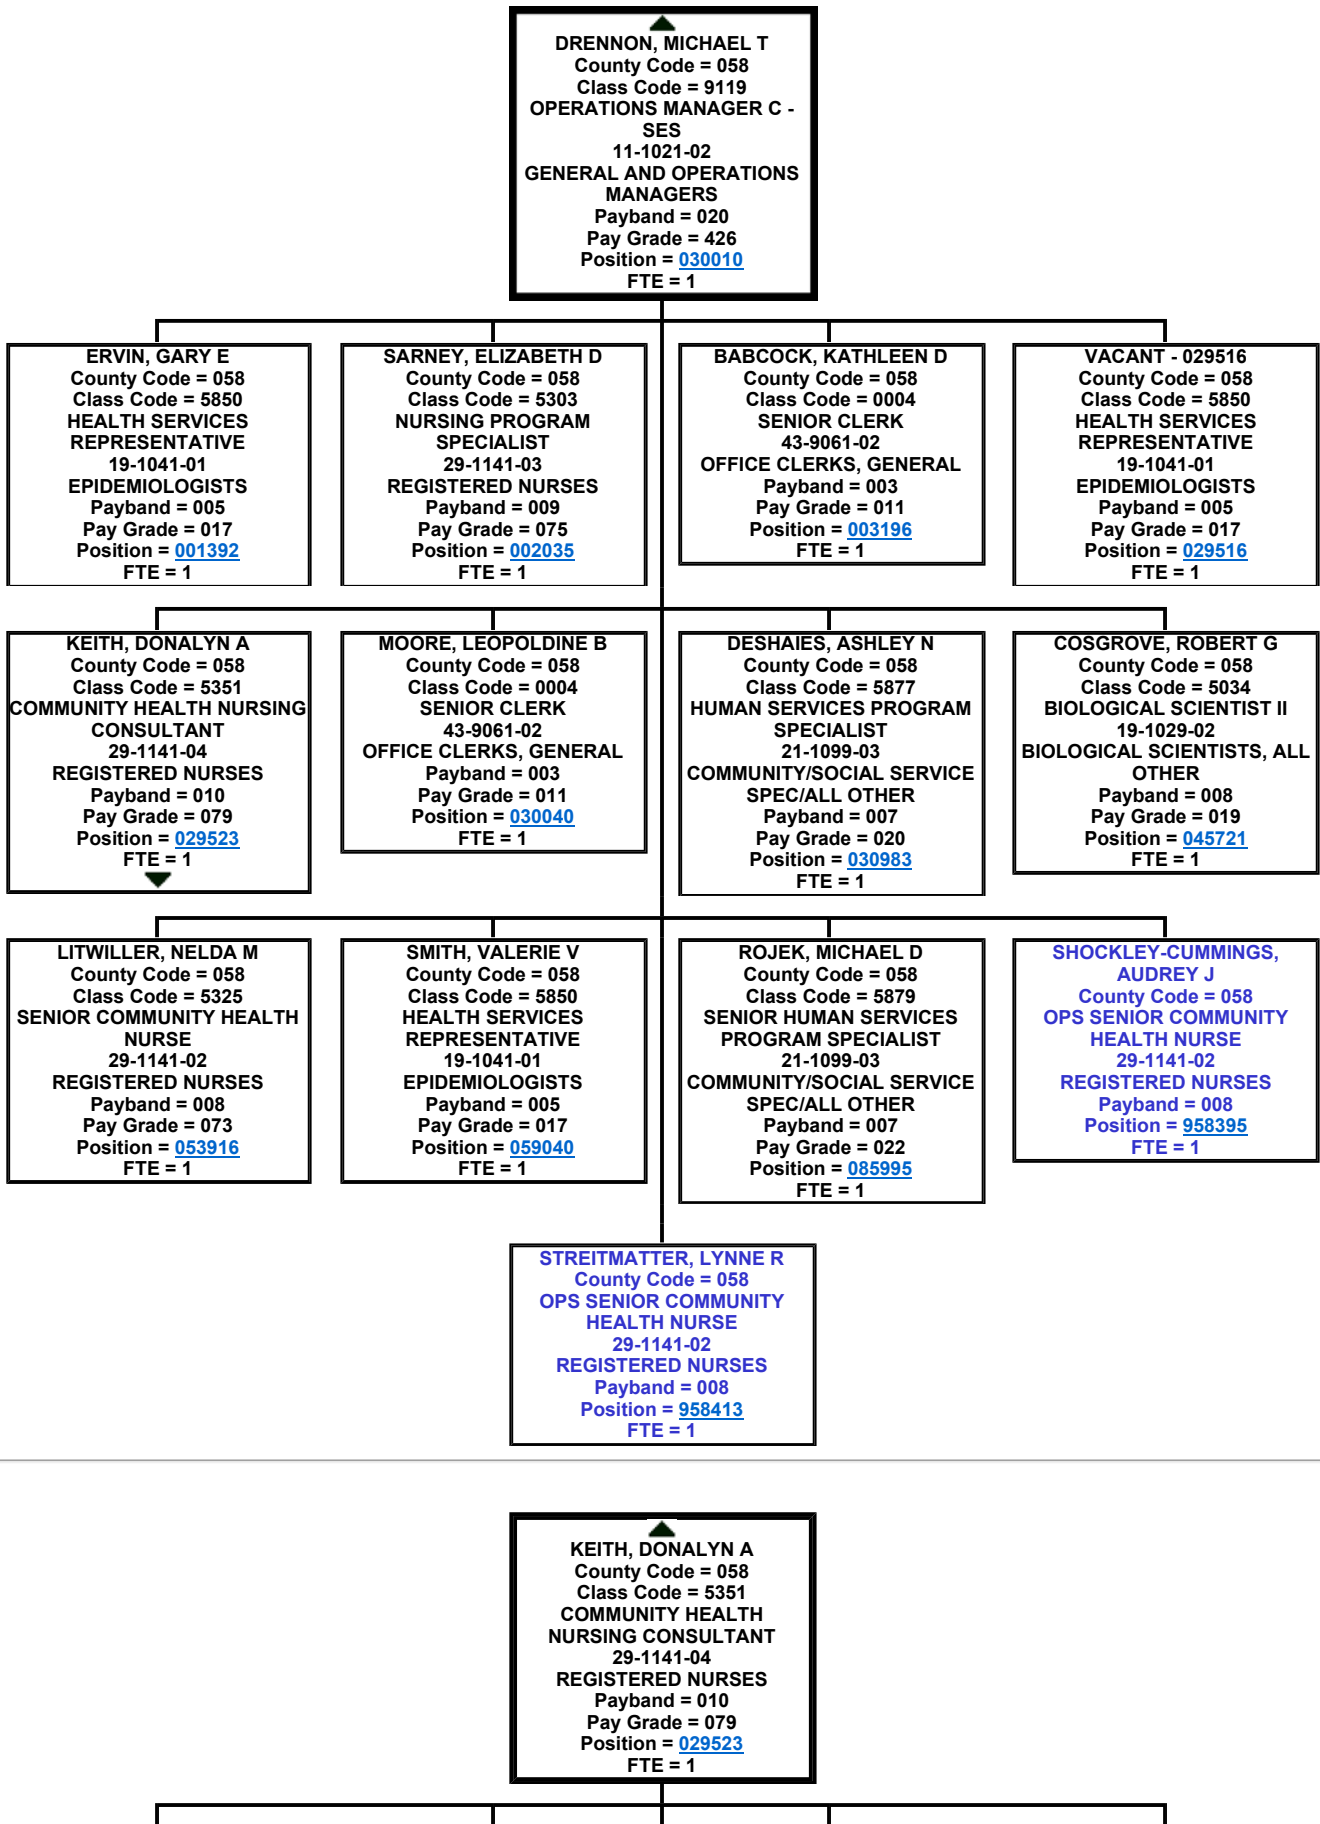 DRENNON, MICHAEL T
County Code = 058
Class Code = 9119
OPERATIONS MANAGER C -
SES
11-1021-02
GENERAL AND OPERATIONS
MANAGERS
Payband = 020
Pay Grade = 426
Position = 030010
FTE = 1
ERVIN, GARY E
County Code = 058
Class Code = 5850
HEALTH SERVICES
REPRESENTATIVE
19-1041-01
EPIDEMIOLOGISTS
Payband = 005
Pay Grade = 017
Position = 001392
FTE = 1
SARNEY, ELIZABETH D
County Code = 058
Class Code = 5303
NURSING PROGRAM
SPECIALIST
29-1141-03
REGISTERED NURSES
Payband = 009
Pay Grade = 075
Position = 002035
FTE = 1
BABCOCK, KATHLEEN D
County Code = 058
Class Code = 0004
SENIOR CLERK
43-9061-02
OFFICE CLERKS, GENERAL
Payband = 003
Pay Grade = 011
Position = 003196
FTE = 1
VACANT - 029516
County Code = 058
Class Code = 5850
HEALTH SERVICES
REPRESENTATIVE
19-1041-01
EPIDEMIOLOGISTS
Payband = 005
Pay Grade = 017
Position = 029516
FTE = 1
KEITH, DONALYN A
County Code = 058
Class Code = 5351
COMMUNITY HEALTH NURSING
CONSULTANT
29-1141-04
REGISTERED NURSES
Payband = 010
Pay Grade = 079
Position = 029523
FTE = 1
MOORE, LEOPOLDINE B
County Code = 058
Class Code = 0004
SENIOR CLERK
43-9061-02
OFFICE CLERKS, GENERAL
Payband = 003
Pay Grade = 011
Position = 030040
FTE = 1
DESHAIES, ASHLEY N
County Code = 058
Class Code = 5877
HUMAN SERVICES PROGRAM
SPECIALIST
21-1099-03
COMMUNITY/SOCIAL SERVICE
SPEC/ALL OTHER
Payband = 007
Pay Grade = 020
Position = 030983
FTE = 1
COSGROVE, ROBERT G
County Code = 058
Class Code = 5034
BIOLOGICAL SCIENTIST II
19-1029-02
BIOLOGICAL SCIENTISTS, ALL
OTHER
Payband = 008
Pay Grade = 019
Position = 045721
FTE = 1
LITWILLER, NELDA M
County Code = 058
Class Code = 5325
SENIOR COMMUNITY HEALTH
NURSE
29-1141-02
REGISTERED NURSES
Payband = 008
Pay Grade = 073
Position = 053916
FTE = 1
SMITH, VALERIE V
County Code = 058
Class Code = 5850
HEALTH SERVICES
REPRESENTATIVE
19-1041-01
EPIDEMIOLOGISTS
Payband = 005
Pay Grade = 017
Position = 059040
FTE = 1
ROJEK, MICHAEL D
County Code = 058
Class Code = 5879
SENIOR HUMAN SERVICES
PROGRAM SPECIALIST
21-1099-03
COMMUNITY/SOCIAL SERVICE
SPEC/ALL OTHER
Payband = 007
Pay Grade = 022
Position = 085995
FTE = 1
SHOCKLEY-CUMMINGS,
AUDREY J
County Code = 058
OPS SENIOR COMMUNITY
HEALTH NURSE
29-1141-02
REGISTERED NURSES
Payband = 008
Position = 958395
FTE = 1
STREITMATTER, LYNNE R
County Code = 058
OPS SENIOR COMMUNITY
HEALTH NURSE
29-1141-02
REGISTERED NURSES
Payband = 008
Position = 958413
FTE = 1
KEITH, DONALYN A
County Code = 058
Class Code = 5351
COMMUNITY HEALTH
NURSING CONSULTANT
29-1141-04
REGISTERED NURSES
Payband = 010
Pay Grade = 079
Position = 029523
FTE = 1